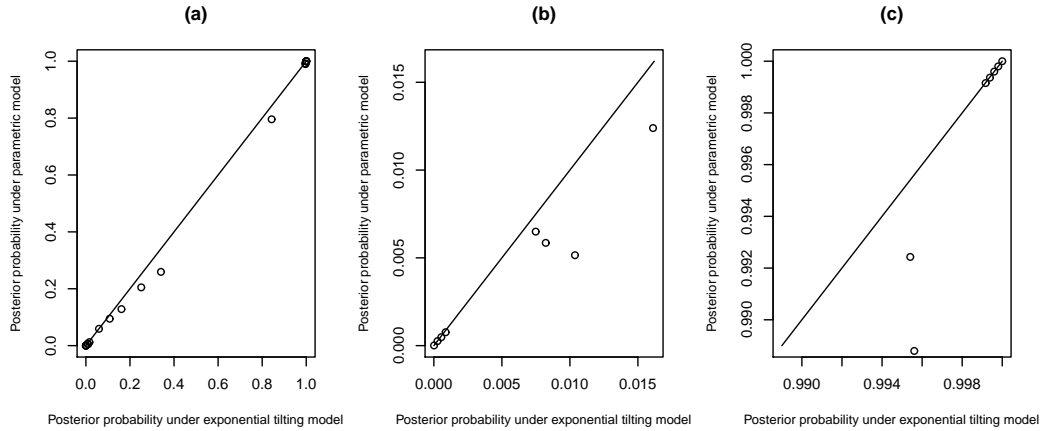 (a)
Posterior probability under parametric model
1.0
0.8
0.6
0.4
0.2
0.0
0.0 0.2 0.4 0.6 0.8 1.0
Posterior probability under exponential tilting model
(b)
Posterior probability under parametric model
0.015
0.010
0.005
0.000
0.000 0.005 0.010 0.015
Posterior probability under exponential tilting model
(c)
Posterior probability under parametric model
1.000
0.998
0.996
0.994
0.992
0.990
0.990 0.994 0.998
Posterior probability under exponential tilting model